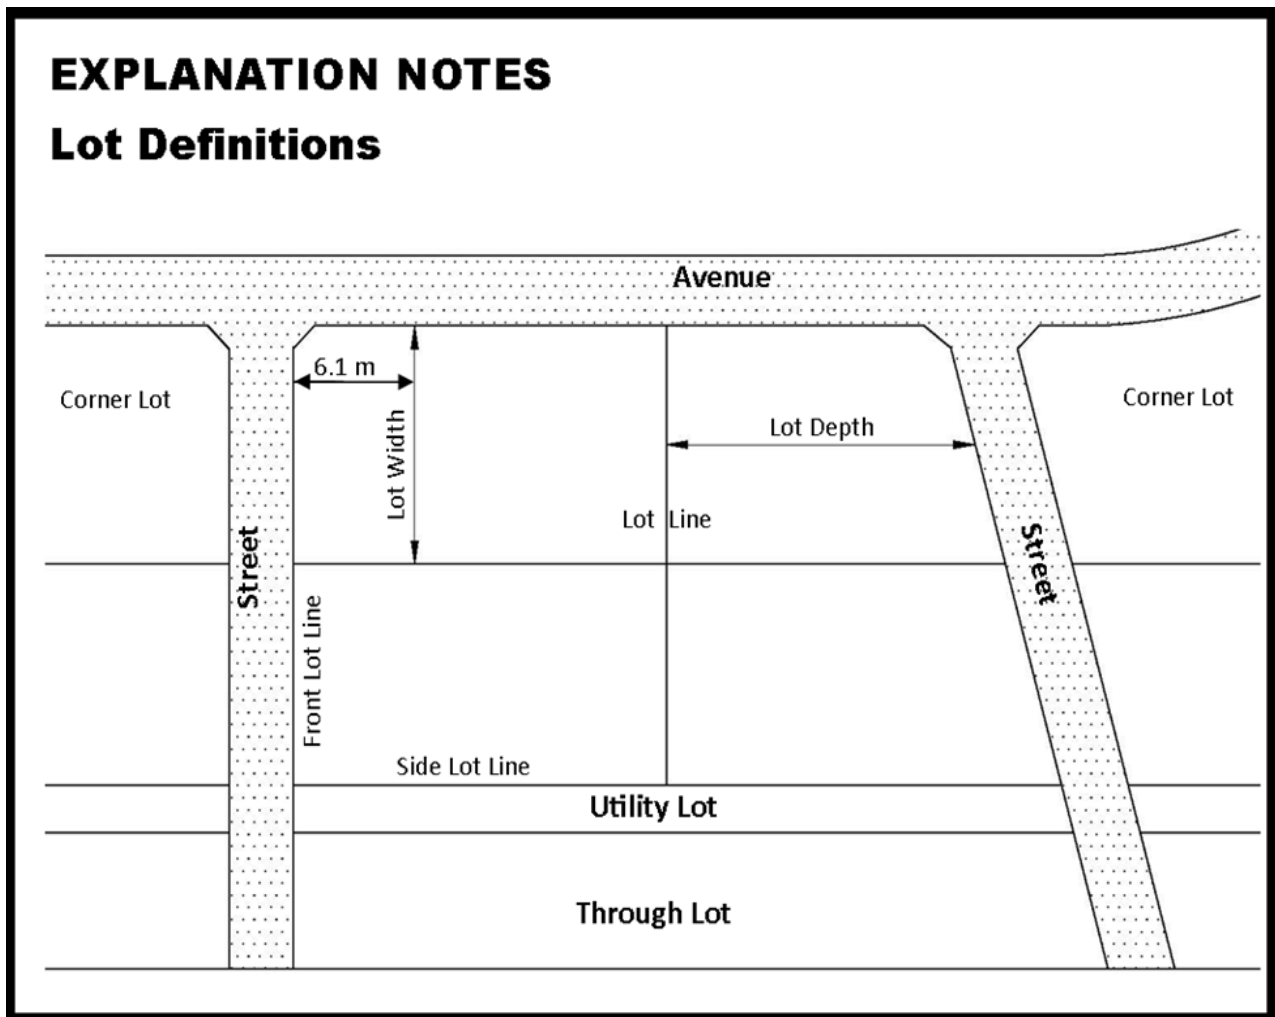 EXPLANATION NOTES
Lot Definitions
Avenue
6.1 m
Corner Lot
Corner Lot
Lot Width
Lot Depth
Lot Line
Street
Street
Front Lot Line
Side Lot Line
Utility Lot
Through Lot